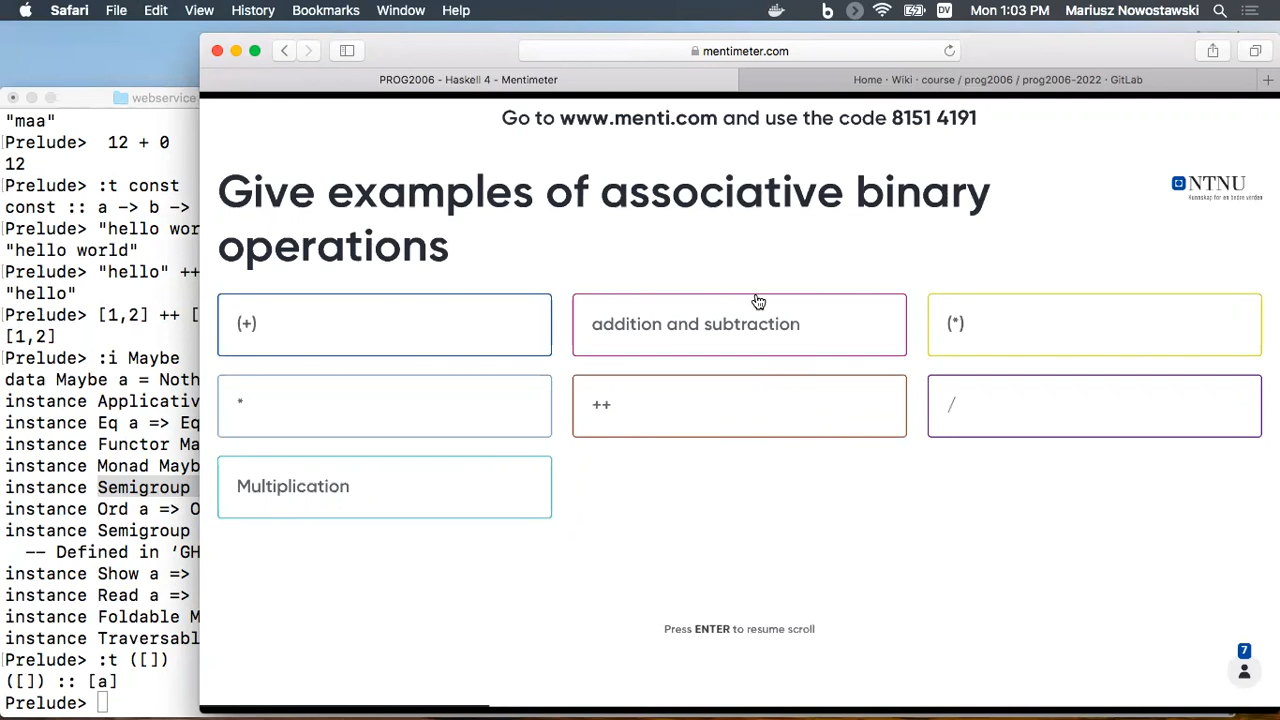 Safari File Edit View History Bookmarks Window Help
DV Mon 1:03 PM Mariusz Nowostawski
mentimeter.com
PROG2006 - Haskell 4 - Mentimeter
Home · Wiki · course / prog2006 / prog2006-2022 · GitLab
webservice
"maa"
Prelude> 12 + 0
12
Prelude> :t const
const :: a -> b ->
Prelude> "hello wor
"hello world"
Prelude> "hello" ++
"hello"
Prelude> [1,2] ++ [
[1,2]
Prelude> :i Maybe
data Maybe a = Noth
instance Applicativ
instance Eq a => Eq
instance Functor Ma
instance Monad Mayb
instance Semigroup
instance Ord a => O
instance Semigroup
-- Defined in ‘GH
instance Show a =>
instance Read a =>
instance Foldable M
instance Traversabl
Prelude> :t ([])
([]) :: [a]
Prelude>
Go to www.menti.com and use the code 8151 4191
Give examples of associative binary
operations
NTNU
(+)
addition and subtraction
(*)
*
++
/
Multiplication
Press ENTER to resume scroll
7